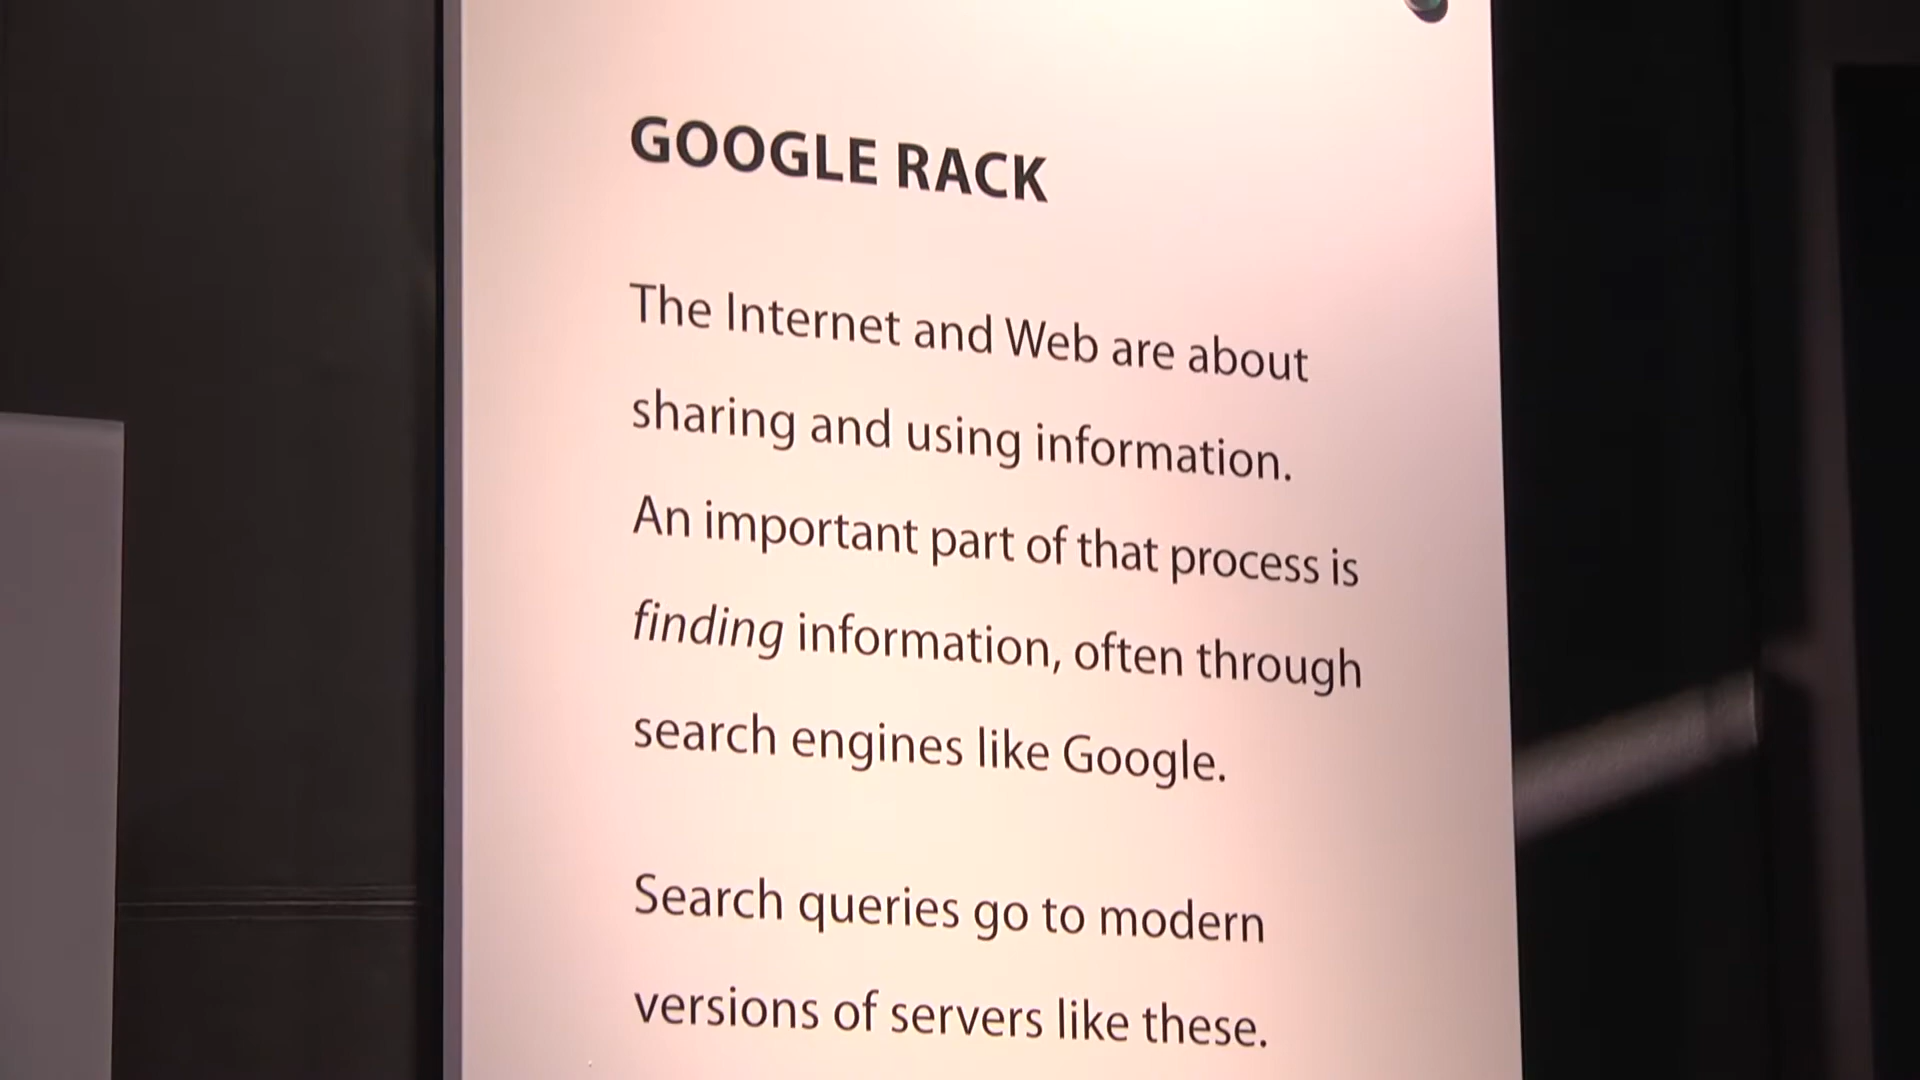 GOOGLE RACK
The Internet and Web are about
sharing and using information.
An important part of that process is
finding information, often through
search engines like Google.
Search queries go to modern
versions of servers like these.